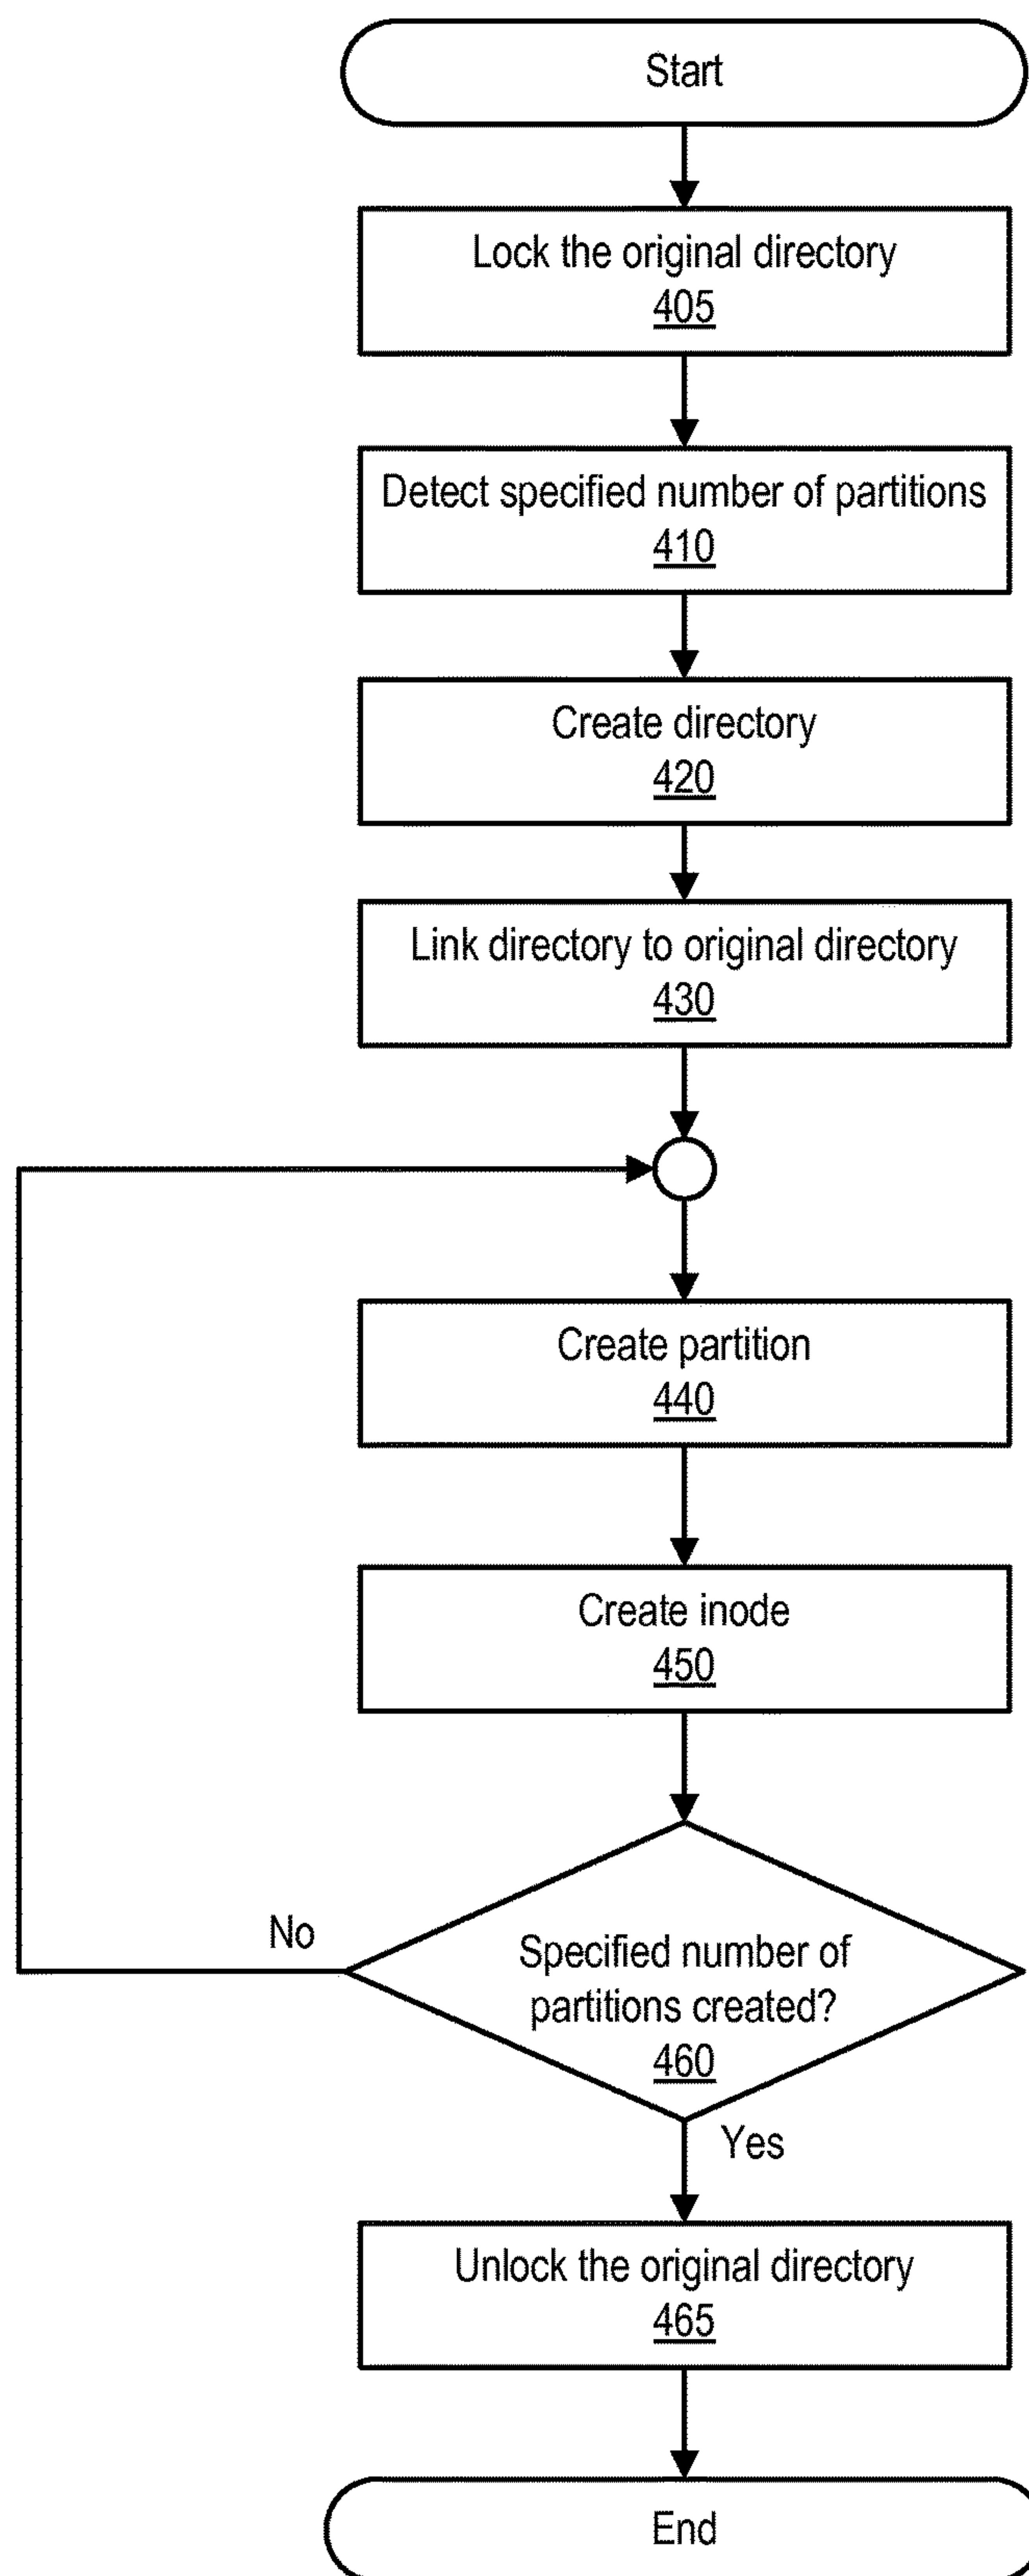 Start
Lock the original directory
405
Detect specified number of partitions
410
Create directory
420
Link directory to original directory
430
Create partition
440
Create inode
450
No
Specified number of
partitions created?
460
Yes
Unlock the original directory
465
End